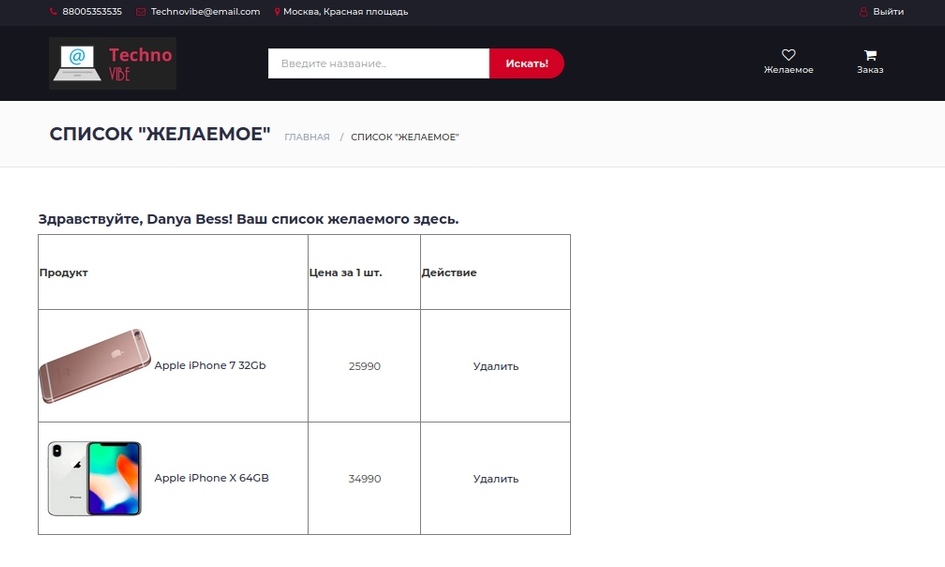 88005353535 Technovibe@email.com Москва, Красная площадь Выйти
@ Techno
VIBE
Введите название.. Искать! Желаемое Заказ
СПИСОК "ЖЕЛАЕМОЕ" ГЛАВНАЯ / СПИСОК "ЖЕЛАЕМОЕ"
Здравствуйте, Danya Bess! Ваш список желаемого здесь.
Продукт Цена за 1 шт. Действие
Apple iPhone 7 32Gb 25990 Удалить
Apple iPhone X 64GB 34990 Удалить